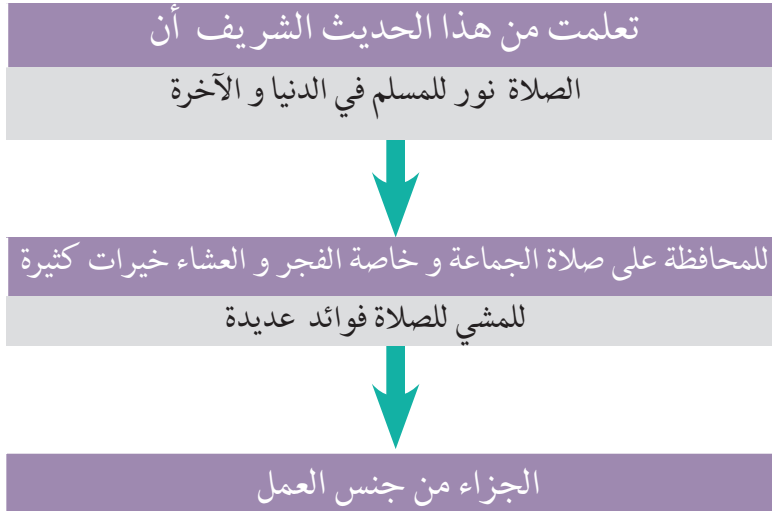 تعلمت من هذا الحديث الشريف أن
الصلاة نور للمسلم في الدنيا و الآخرة
للمحافظة على صلاة الجماعة و خاصة الفجر و العشاء خيرات كثيرة
للمشي للصلاة فوائد عديدة
الجزاء من جنس العمل